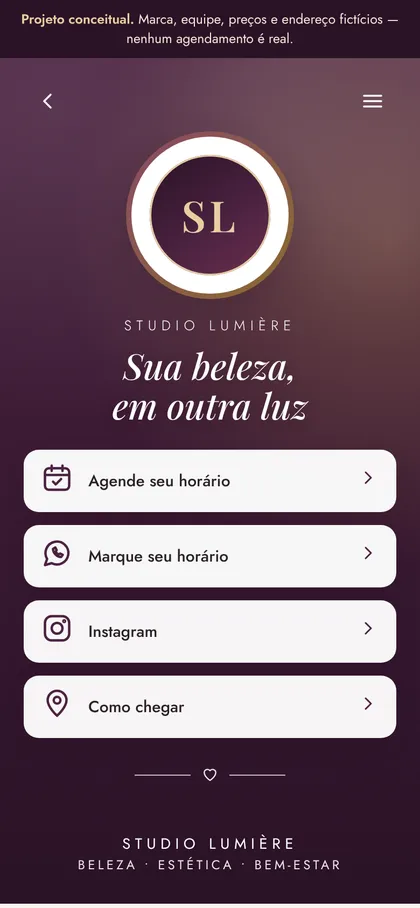 Projeto conceitual. Marca, equipe, preços e endereço fictícios —
nenhum agendamento é real.
SL
STUDIO LUMIÈRE
Sua beleza,
em outra luz
Agende seu horário
Marque seu horário
Instagram
Como chegar
STUDIO LUMIÈRE
BELEZA · ESTÉTICA · BEM-ESTAR